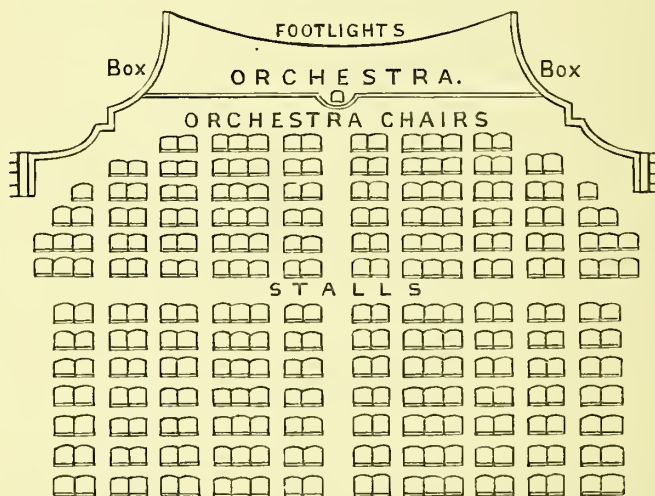 FOOTLIGHTS
Box
Box
ORCHESTRA.
ORCHESTRA CHAIRS
STALLS